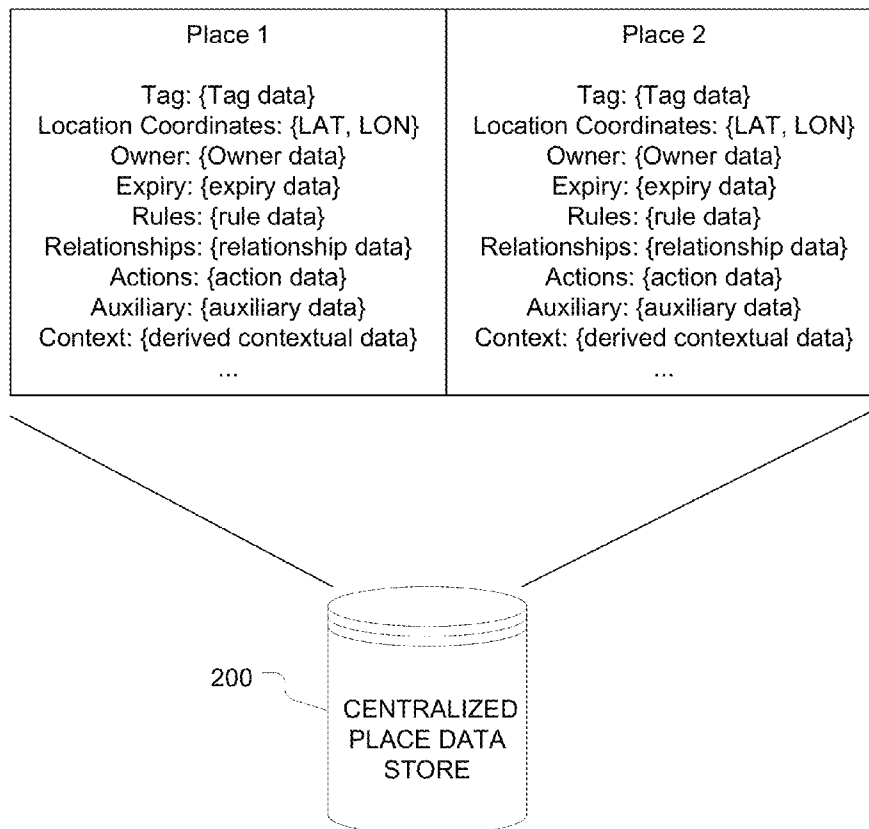 Place 1
Tag: {Tag data}
Location Coordinates: {LAT, LON}
Owner: {Owner data}
Expiry: {expiry data}
Rules: {rule data}
Relationships: {relationship data}
Actions: {action data}
Auxiliary: {auxiliary data}
Context: {derived contextual data}
...
Place 2
Tag: {Tag data}
Location Coordinates: {LAT, LON}
Owner: {Owner data}
Expiry: {expiry data}
Rules: {rule data}
Relationships: {relationship data}
Actions: {action data}
Auxiliary: {auxiliary data}
Context: {derived contextual data}
...
200
CENTRALIZED
PLACE DATA
STORE